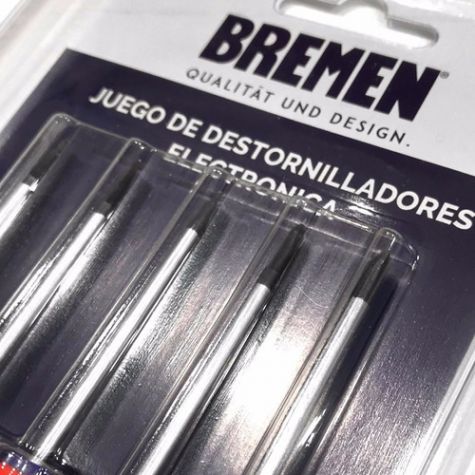 BREMEN®
QUALITÄT UND DESIGN.
JUEGO DE DESTORNILLADORES
ELECTRONICA